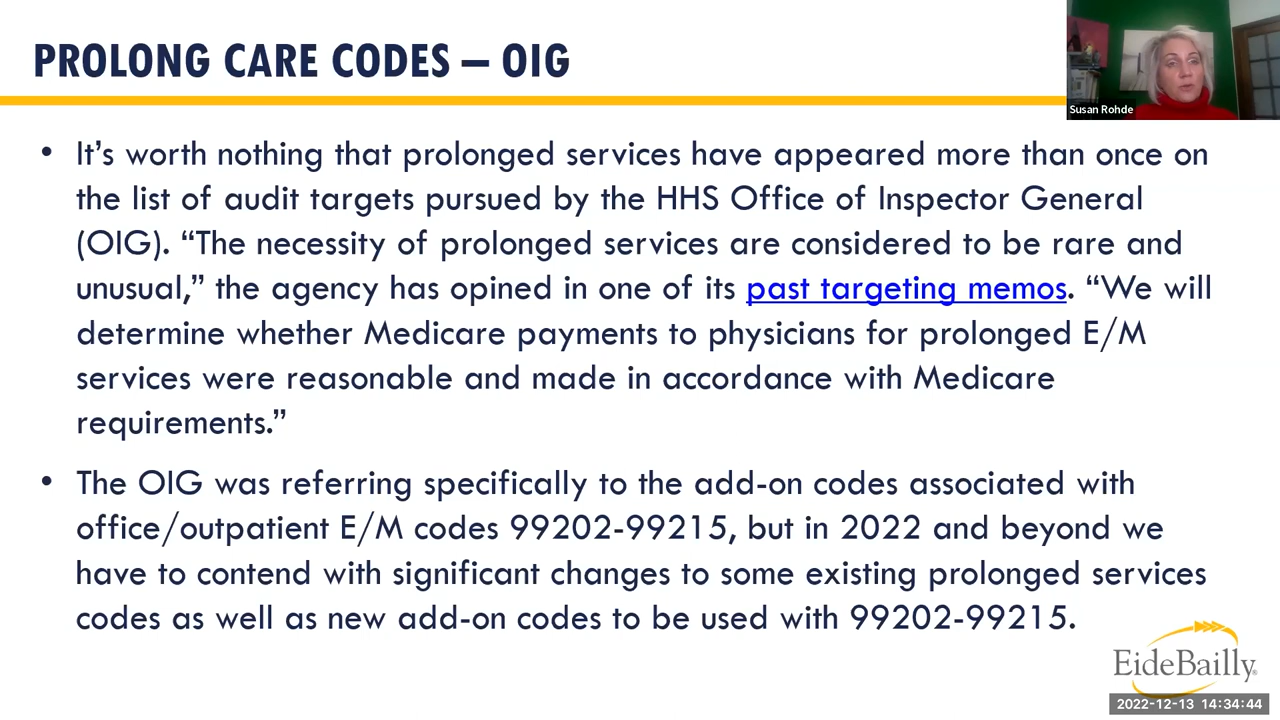 PROLONG CARE CODES – OIG
Susan Rohde
• It’s worth nothing that prolonged services have appeared more than once on
the list of audit targets pursued by the HHS Office of Inspector General
(OIG). “The necessity of prolonged services are considered to be rare and
unusual,” the agency has opined in one of its past targeting memos. “We will
determine whether Medicare payments to physicians for prolonged E/M
services were reasonable and made in accordance with Medicare
requirements.”
• The OIG was referring specifically to the add-on codes associated with
office/outpatient E/M codes 99202-99215, but in 2022 and beyond we
have to contend with significant changes to some existing prolonged services
codes as well as new add-on codes to be used with 99202-99215.
EideBailly®
2022-12-13 14:34:44